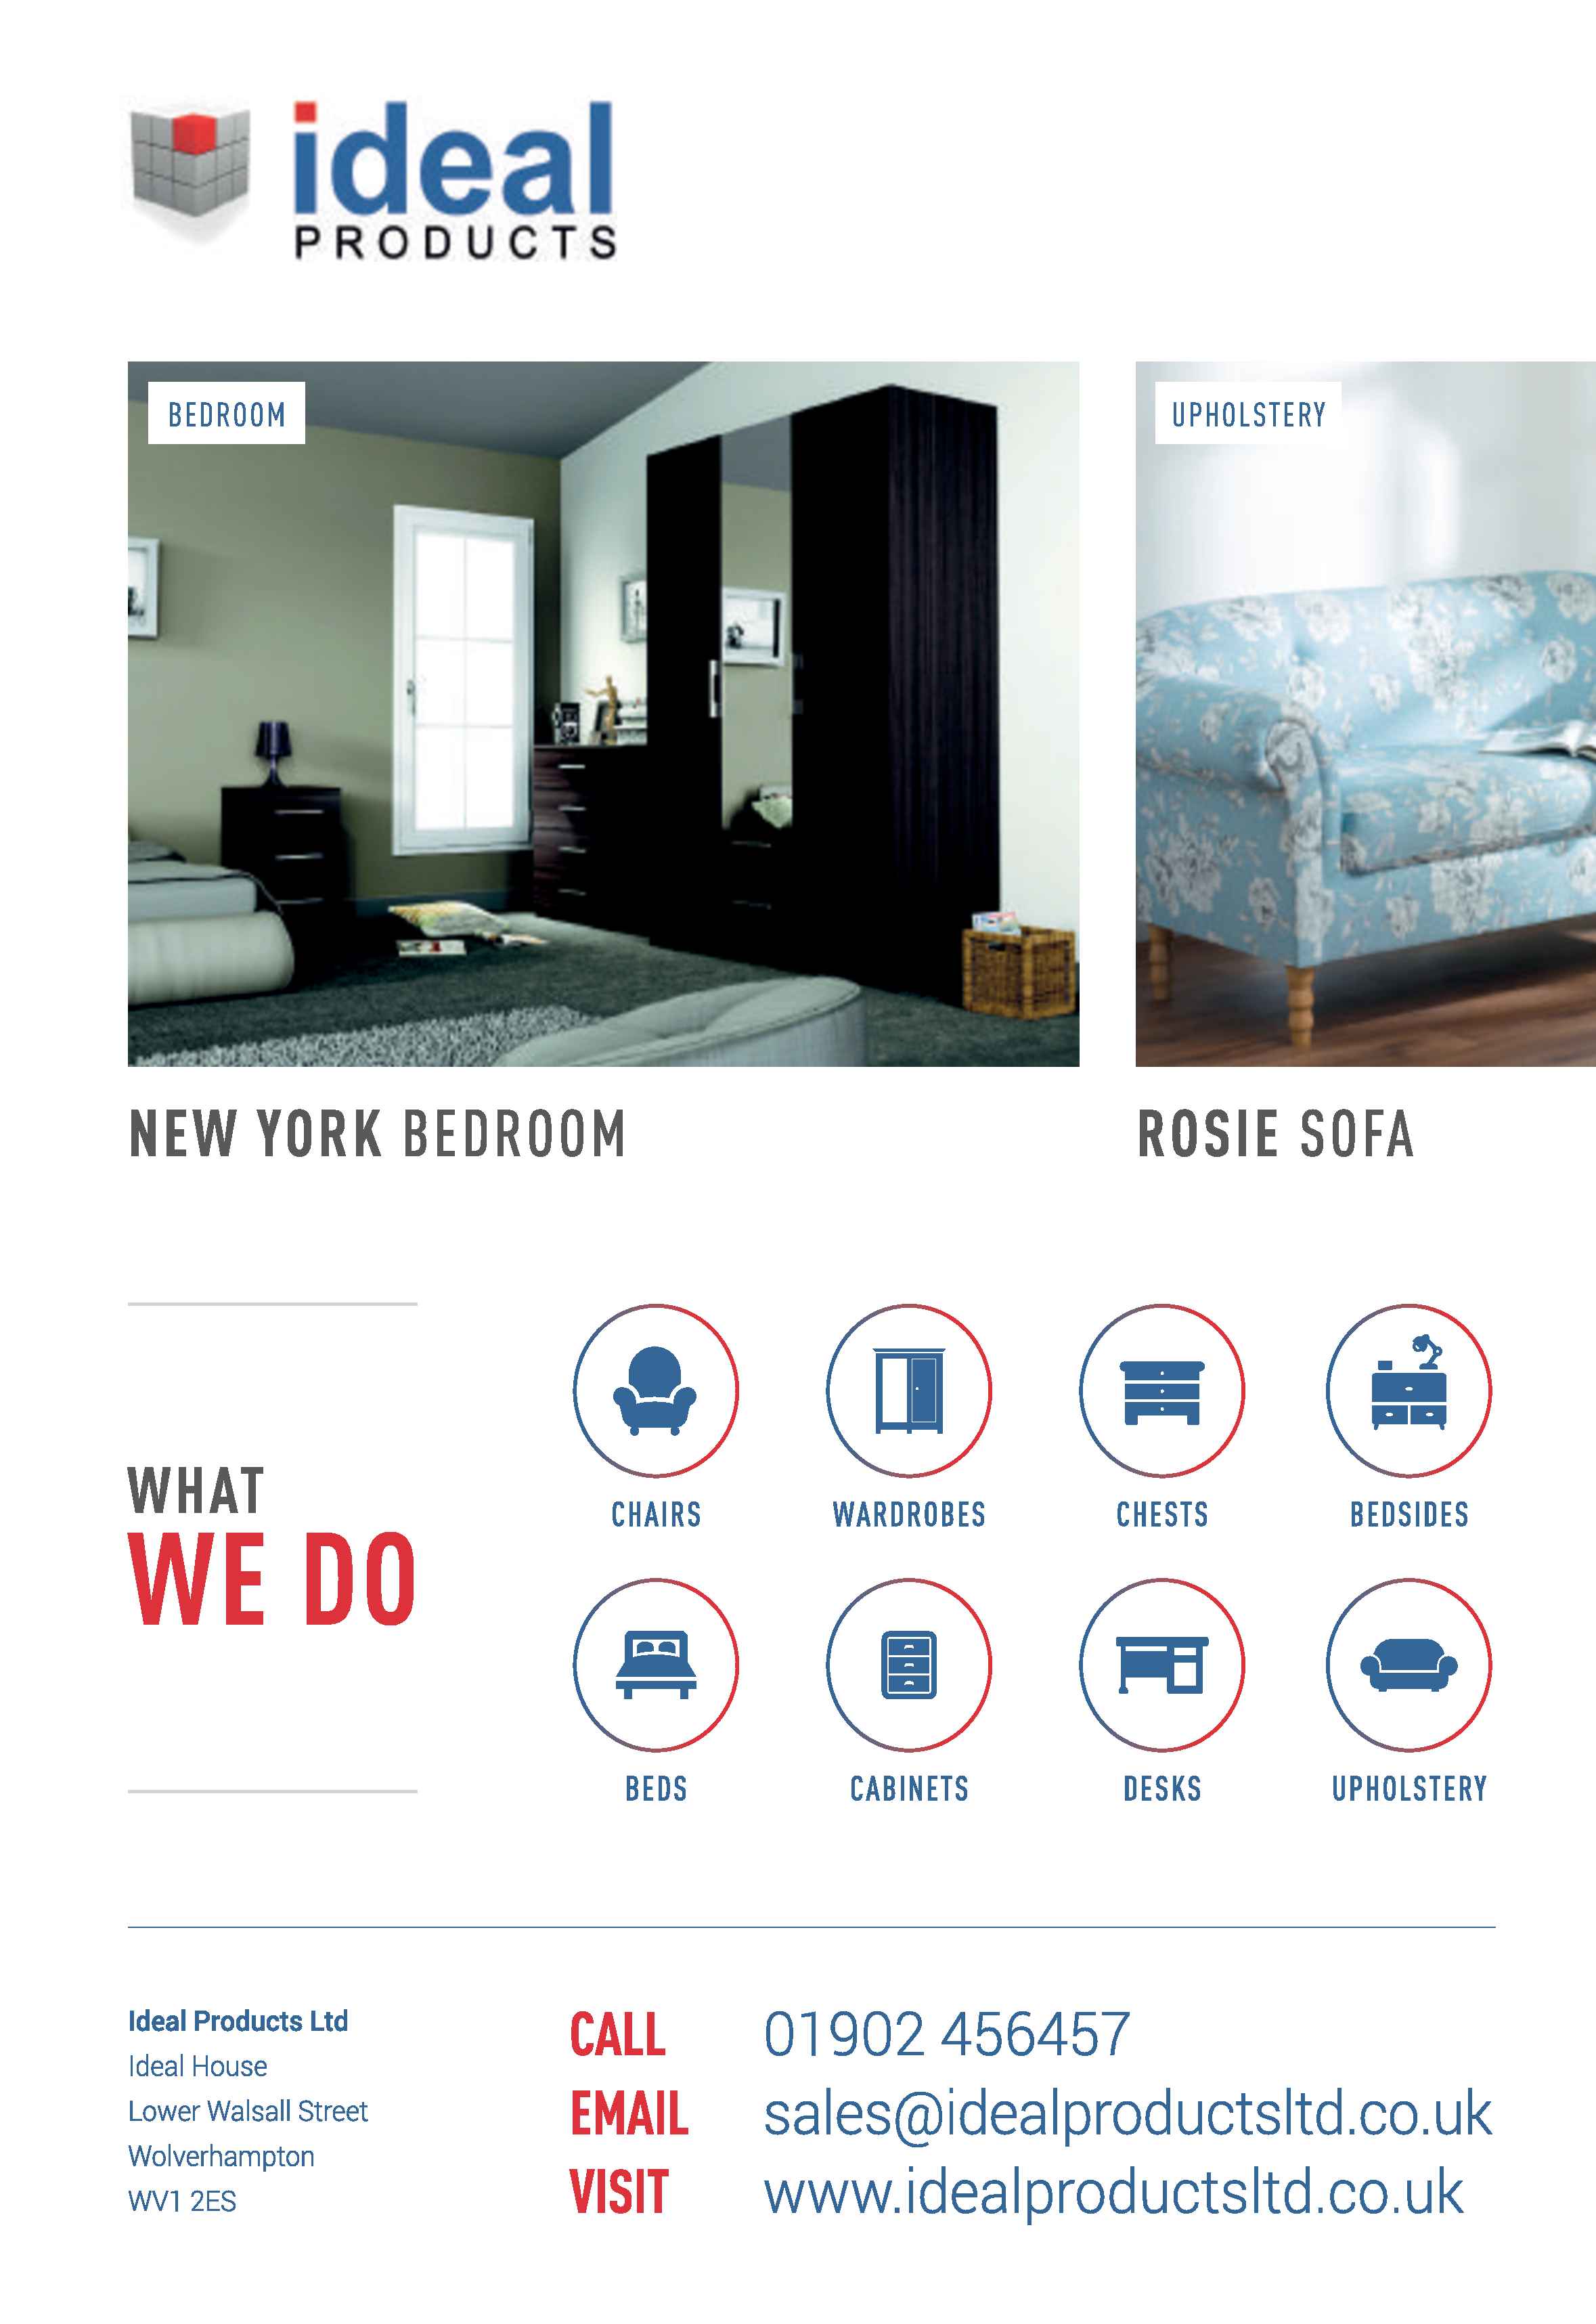 ideal
PRODUCTS
BEDROOM
UPHOLSTERY
NEW YORK BEDROOM
ROSIE SOFA
WHAT
WE DO
CHAIRS
WARDROBES
CHESTS
BEDSIDES
BEDS
CABINETS
DESKS
UPHOLSTERY
Ideal Products Ltd
Ideal House
Lower Walsall Street
Wolverhampton
WV1 2ES
CALL 01902 456457
EMAIL sales@idealproductsltd.co.uk
VISIT www.idealproductsltd.co.uk